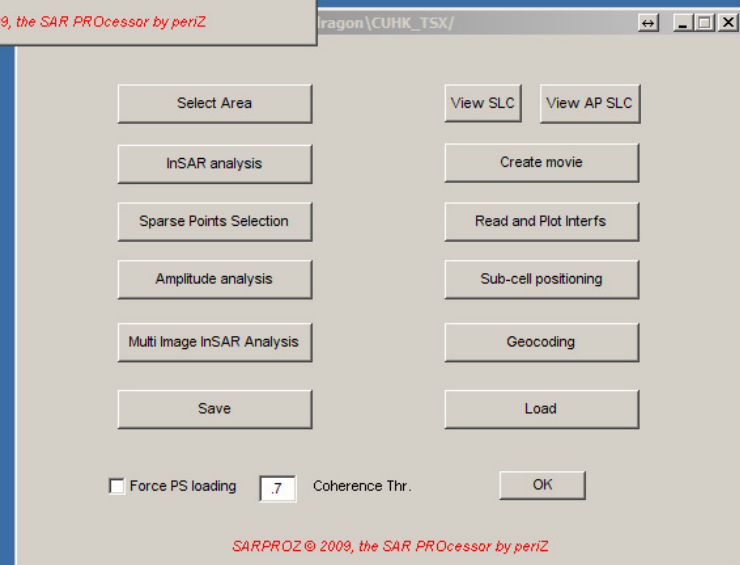 9, the SAR PROcessor by periZ
ragon\CUHK_TSX/
Select Area
View SLC
View AP SLC
InSAR analysis
Create movie
Sparse Points Selection
Read and Plot Interfs
Amplitude analysis
Sub-cell positioning
Multi Image InSAR Analysis
Geocoding
Save
Load
Force PS loading
.7
Coherence Thr.
OK
SARPROZ © 2009, the SAR PROcessor by periZ